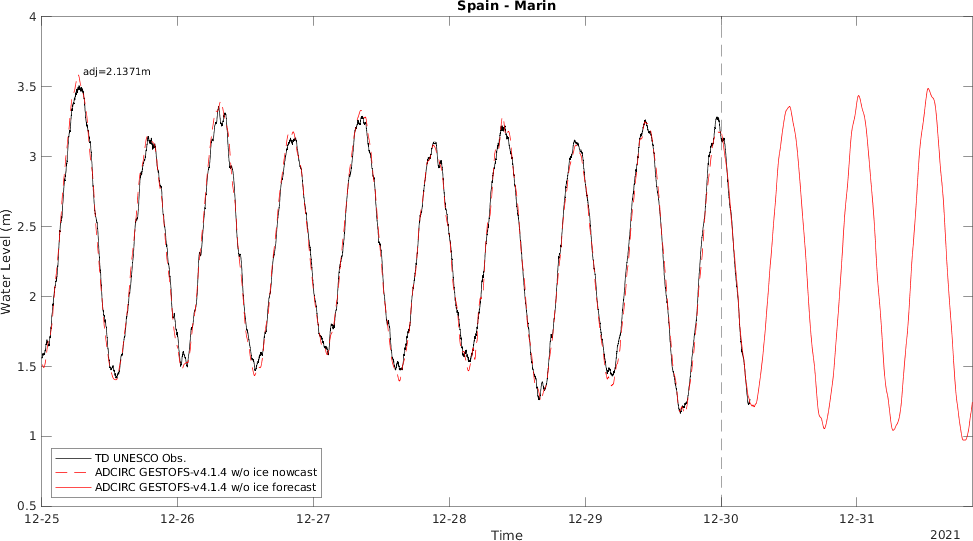 Spain - Marin
4
adj=2.1371m
3.5
3
2.5
Water Level (m)
2
1.5
1
0.5
TD UNESCO Obs.
ADCIRC GESTOFS-v4.1.4 w/o ice nowcast
ADCIRC GESTOFS-v4.1.4 w/o ice forecast
12-25 12-26 12-27 12-28 12-29 12-30 12-31
Time
2021